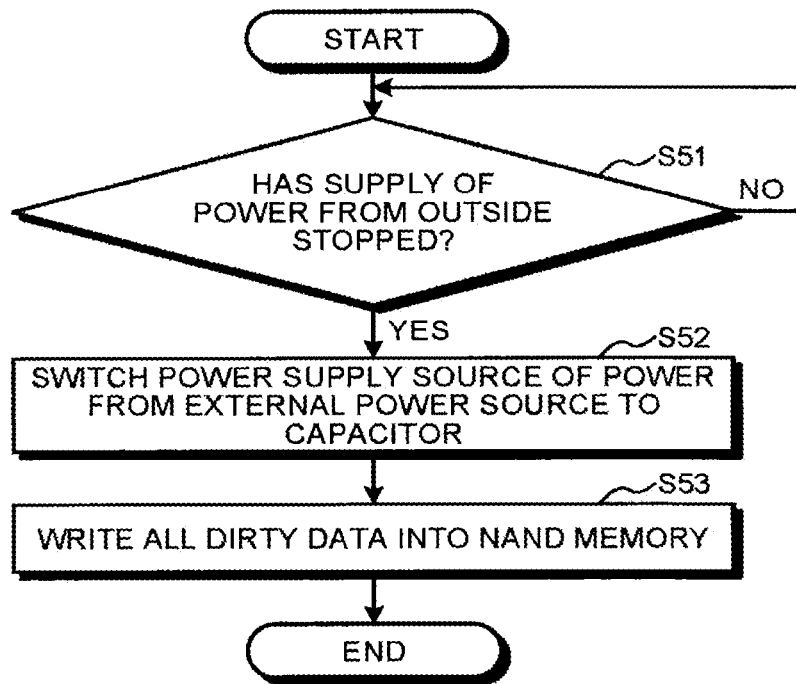 START
S51
HAS SUPPLY OF
POWER FROM OUTSIDE
STOPPED?
NO
YES
S52
SWITCH POWER SUPPLY SOURCE OF POWER
FROM EXTERNAL POWER SOURCE TO
CAPACITOR
S53
WRITE ALL DIRTY DATA INTO NAND MEMORY
END